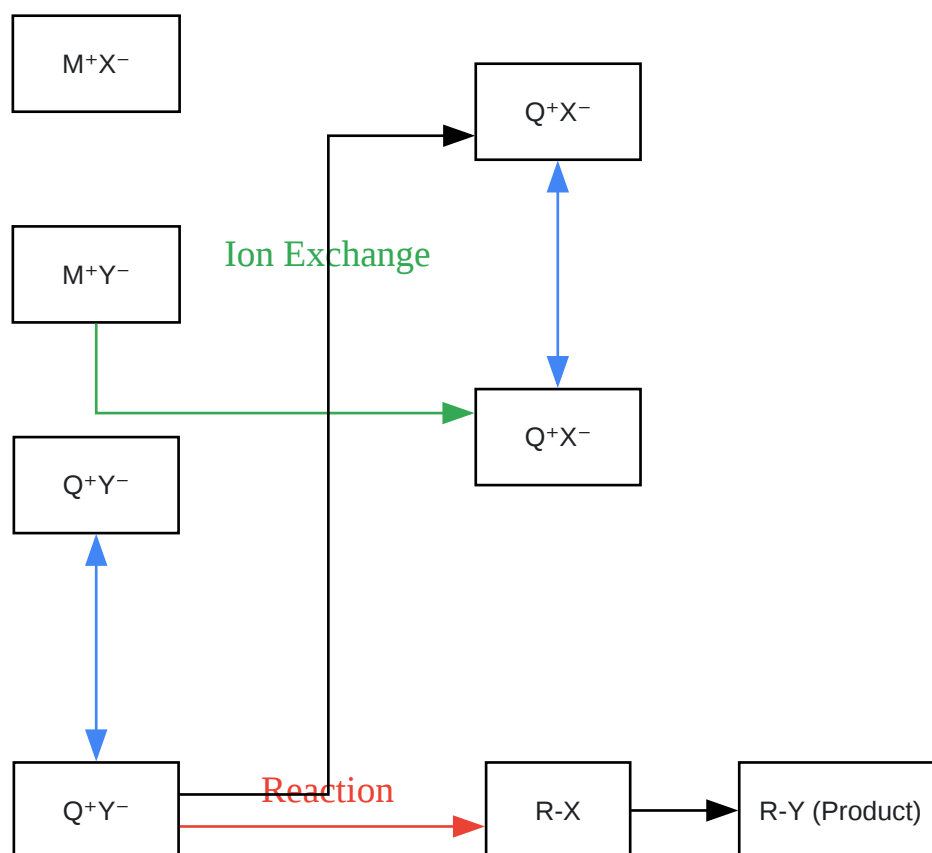 M⁺X⁻
Q⁺X⁻
Ion Exchange
M⁺Y⁻
Q⁺X⁻
Q⁺Y⁻
Reaction
Q⁺Y⁻
R-X
R-Y (Product)